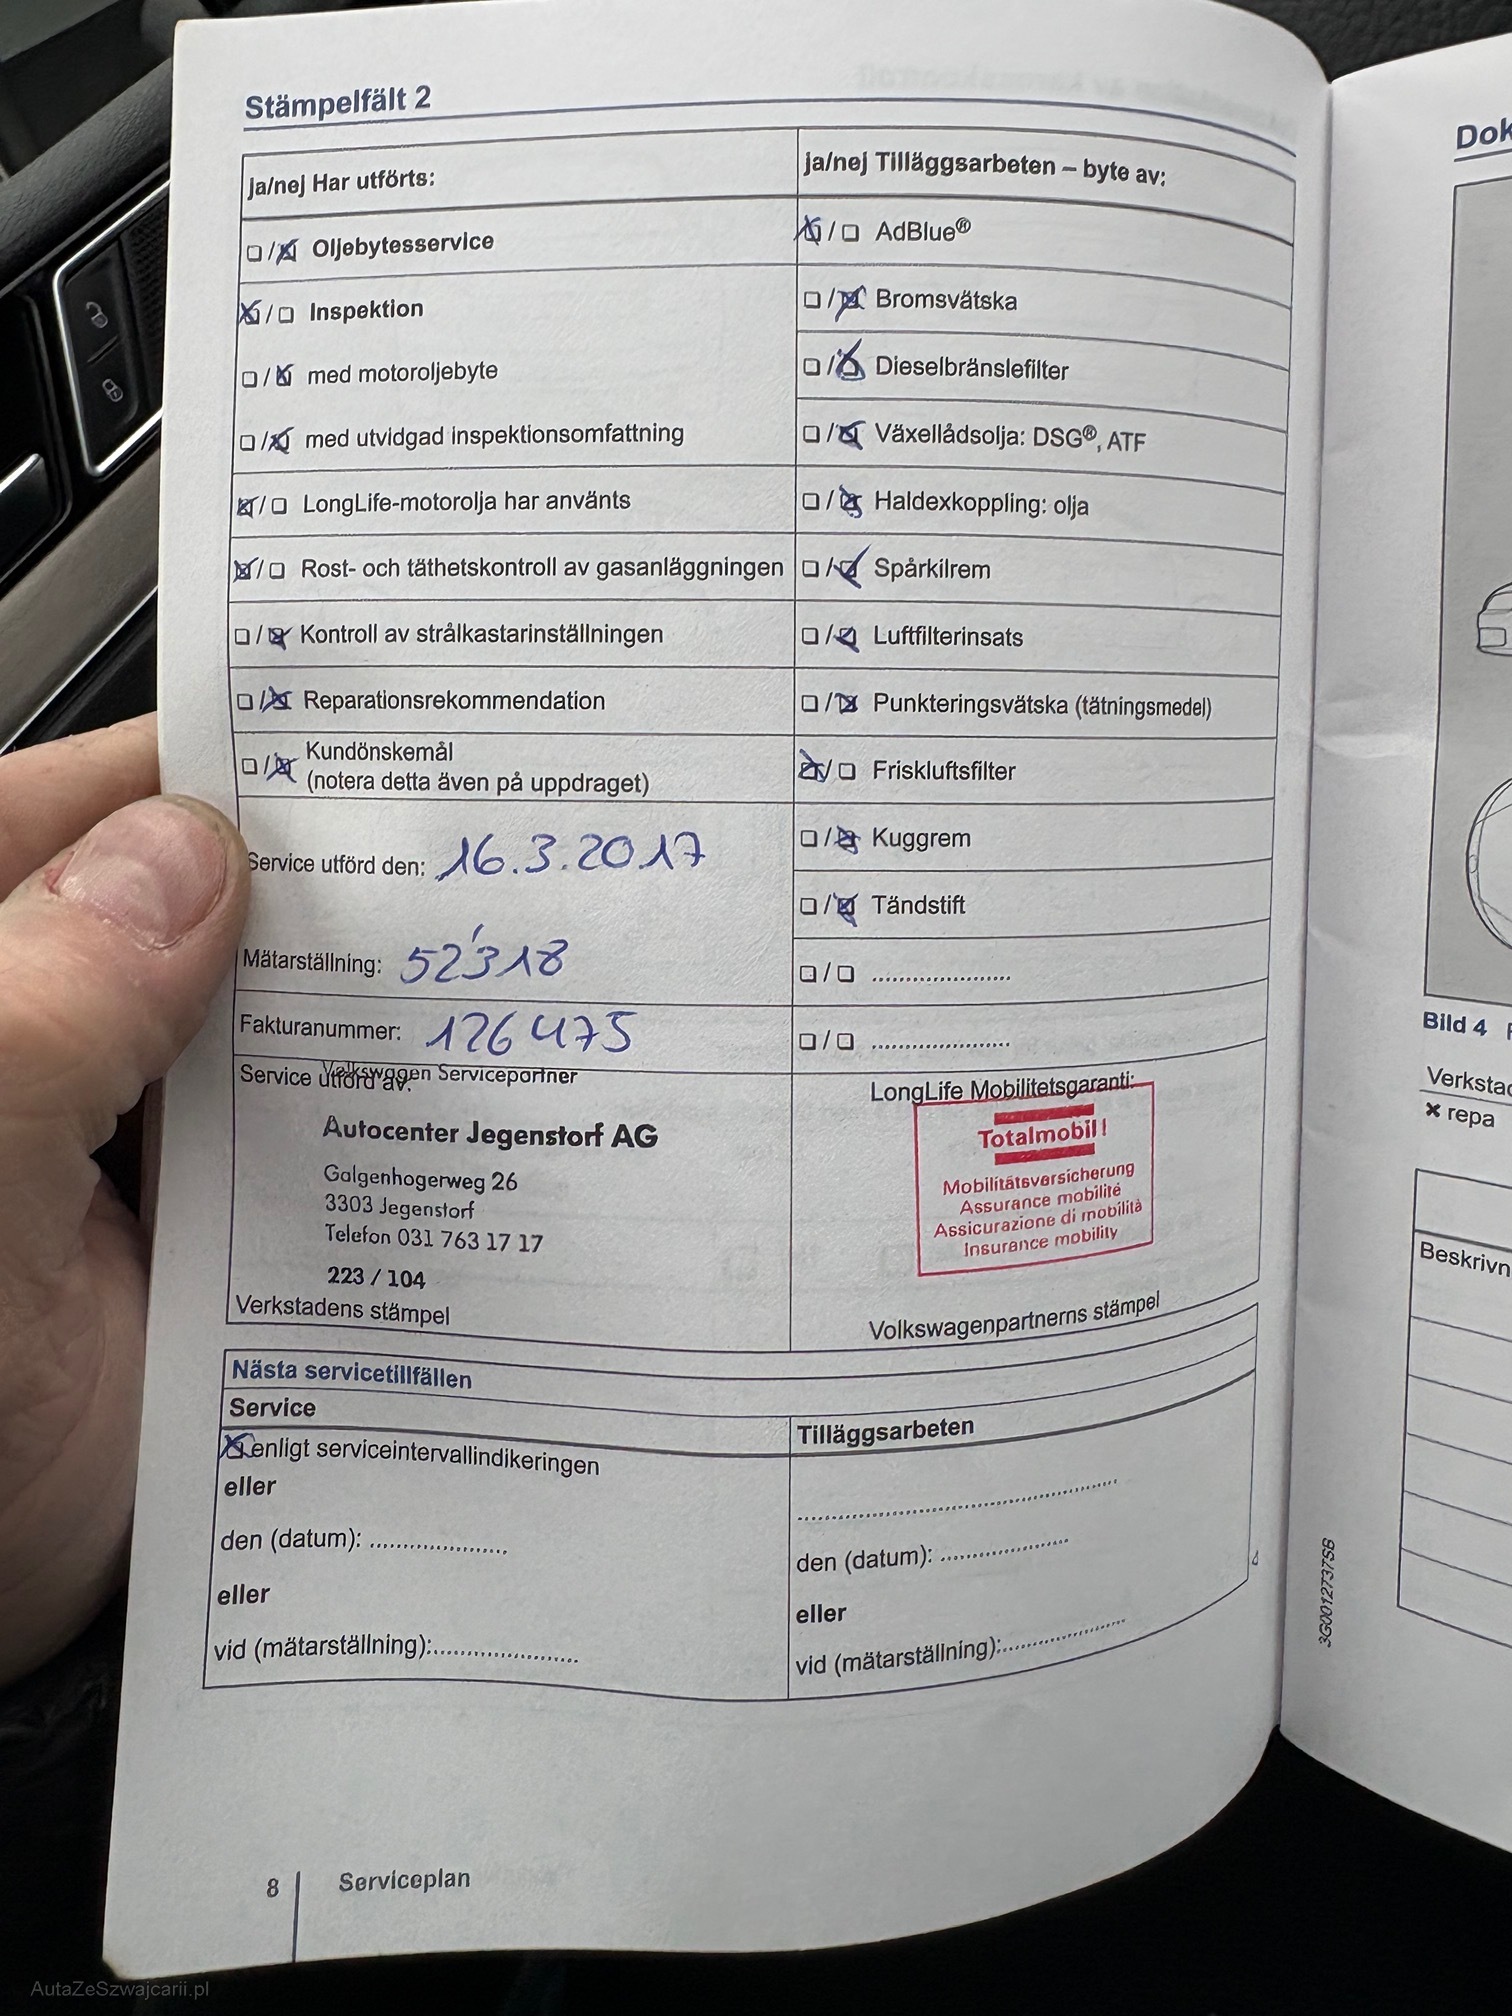 Stämpelfält 2
ja/nej Har utförts:
☐ / ☒ Oljebytesservice
☒ / ☐ Inspektion
☐ / ☒ med motoroljebyte
☐ / ☒ med utvidgad inspektionsomfattning
☒ / ☐ LongLife-motorolja har använts
☒ / ☐ Rost- och täthetskontroll av gasanläggningen
☐ / ☒ Kontroll av strålkastarinställningen
☐ / ☒ Reparationsrekommendation
☐ / ☒ Kundönskemål
(notera detta även på uppdraget)
Service utförd den: 16.3.2017
Mätarställning: 52'318
Fakturanummer: 126475
Service utförd av:
Volkswagen Servicepartner
Autocenter Jegenstorf AG
Galgenhogerweg 26
3303 Jegenstorf
Telefon 031 763 17 17
223 / 104
Verkstadens stämpel
ja/nej Tilläggsarbeten – byte av:
☒ / ☐ AdBlue®
☐ / ☒ Bromsvätska
☐ / ☒ Dieselbränslefilter
☐ / ☒ Växellådsolja: DSG®, ATF
☐ / ☒ Haldexkoppling: olja
☐ / ☒ Spårkilrem
☐ / ☒ Luftfilterinsats
☐ / ☒ Punkteringsvätska (tätningsmedel)
☒ / ☐ Friskluftsfilter
☐ / ☒ Kuggrem
☐ / ☒ Tändstift
☐ / ☐ ....................
☐ / ☐ ....................
LongLife Mobilitetsgaranti:
Totalmobil!
Mobilitätsversicherung
Assurance mobilité
Assicurazione di mobilità
Insurance mobility
Volkswagenpartnerns stämpel
Nästa servicetillfällen
Service
☒ enligt serviceintervallindikeringen
eller
den (datum): ....................
eller
vid (mätarställning):....................
Tilläggsarbeten
..............................................
den (datum): ....................
eller
vid (mätarställning):....................
8 Serviceplan
3G0012737SB
Dok
Bild 4
Verkstad
✖ repa
Beskrivn
AutaZeSzwajcarii.pl